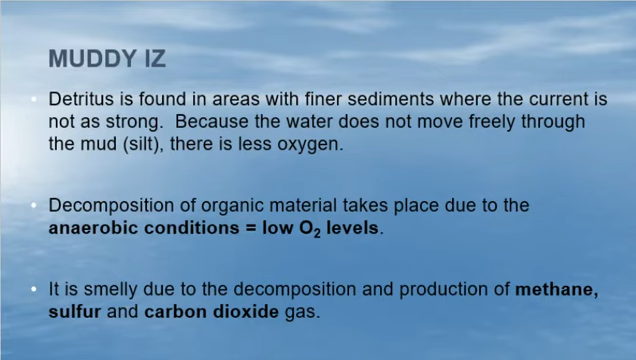 MUDDY IZ
• Detritus is found in areas with finer sediments where the current is
not as strong.  Because the water does not move freely through
the mud (silt), there is less oxygen.
• Decomposition of organic material takes place due to the
anaerobic conditions = low O₂ levels.
• It is smelly due to the decomposition and production of methane,
sulfur and carbon dioxide gas.